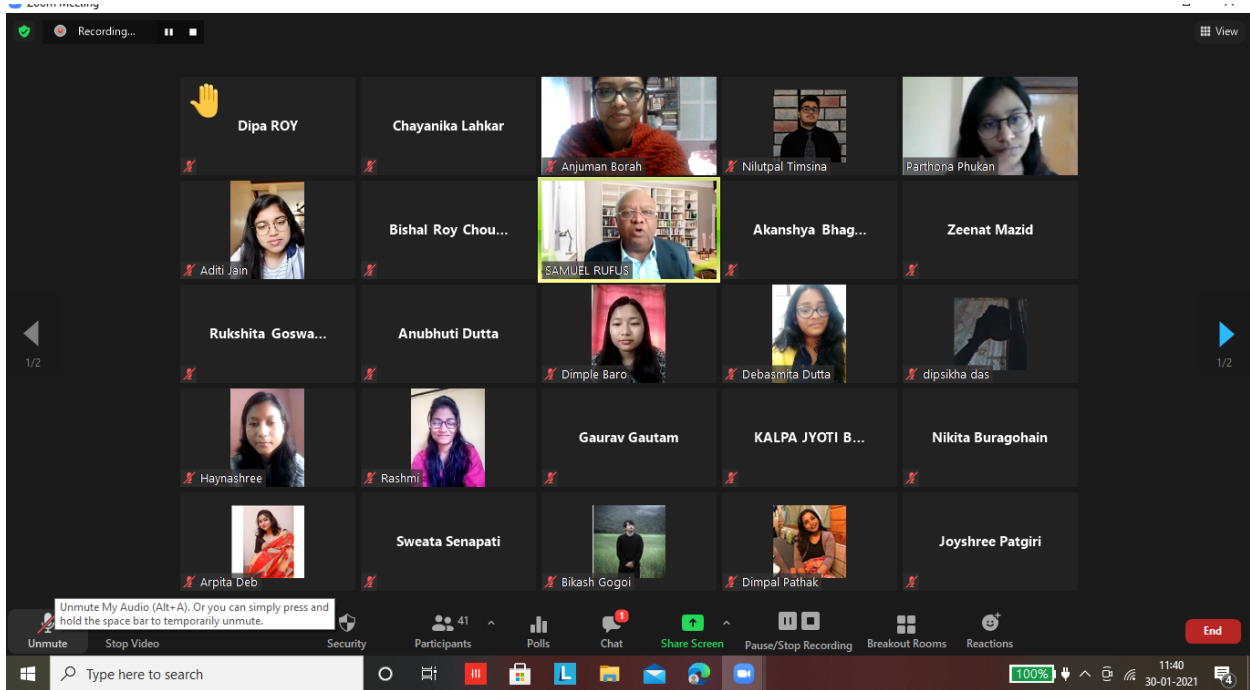 Zoom Meeting
Recording...
View
Dipa ROY
Chayanika Lahkar
Anjuman Borah
Nilutpal Timsina
Parthona Phukan
Aditi Jain
Bishal Roy Chou...
SAMUEL RUFUS
Akanshya Bhag...
Zeenat Mazid
Rukshita Goswa...
Anubhuti Dutta
Dimple Baro
Debasmita Dutta
dipsikha das
1/2
1/2
Haynashree
Rashmi
Gaurav Gautam
KALPA JYOTI B...
Nikita Buragohain
Arpita Deb
Sweata Senapati
Bikash Gogoi
Dimpal Pathak
Joyshree Patgiri
Unmute My Audio (Alt+A). Or you can simply press and
hold the space bar to temporarily unmute.
41
1
Unmute
Stop Video
Security
Participants
Polls
Chat
Share Screen
Pause/Stop Recording
Breakout Rooms
Reactions
End
Type here to search
L
100%
11:40
30-01-2021
4